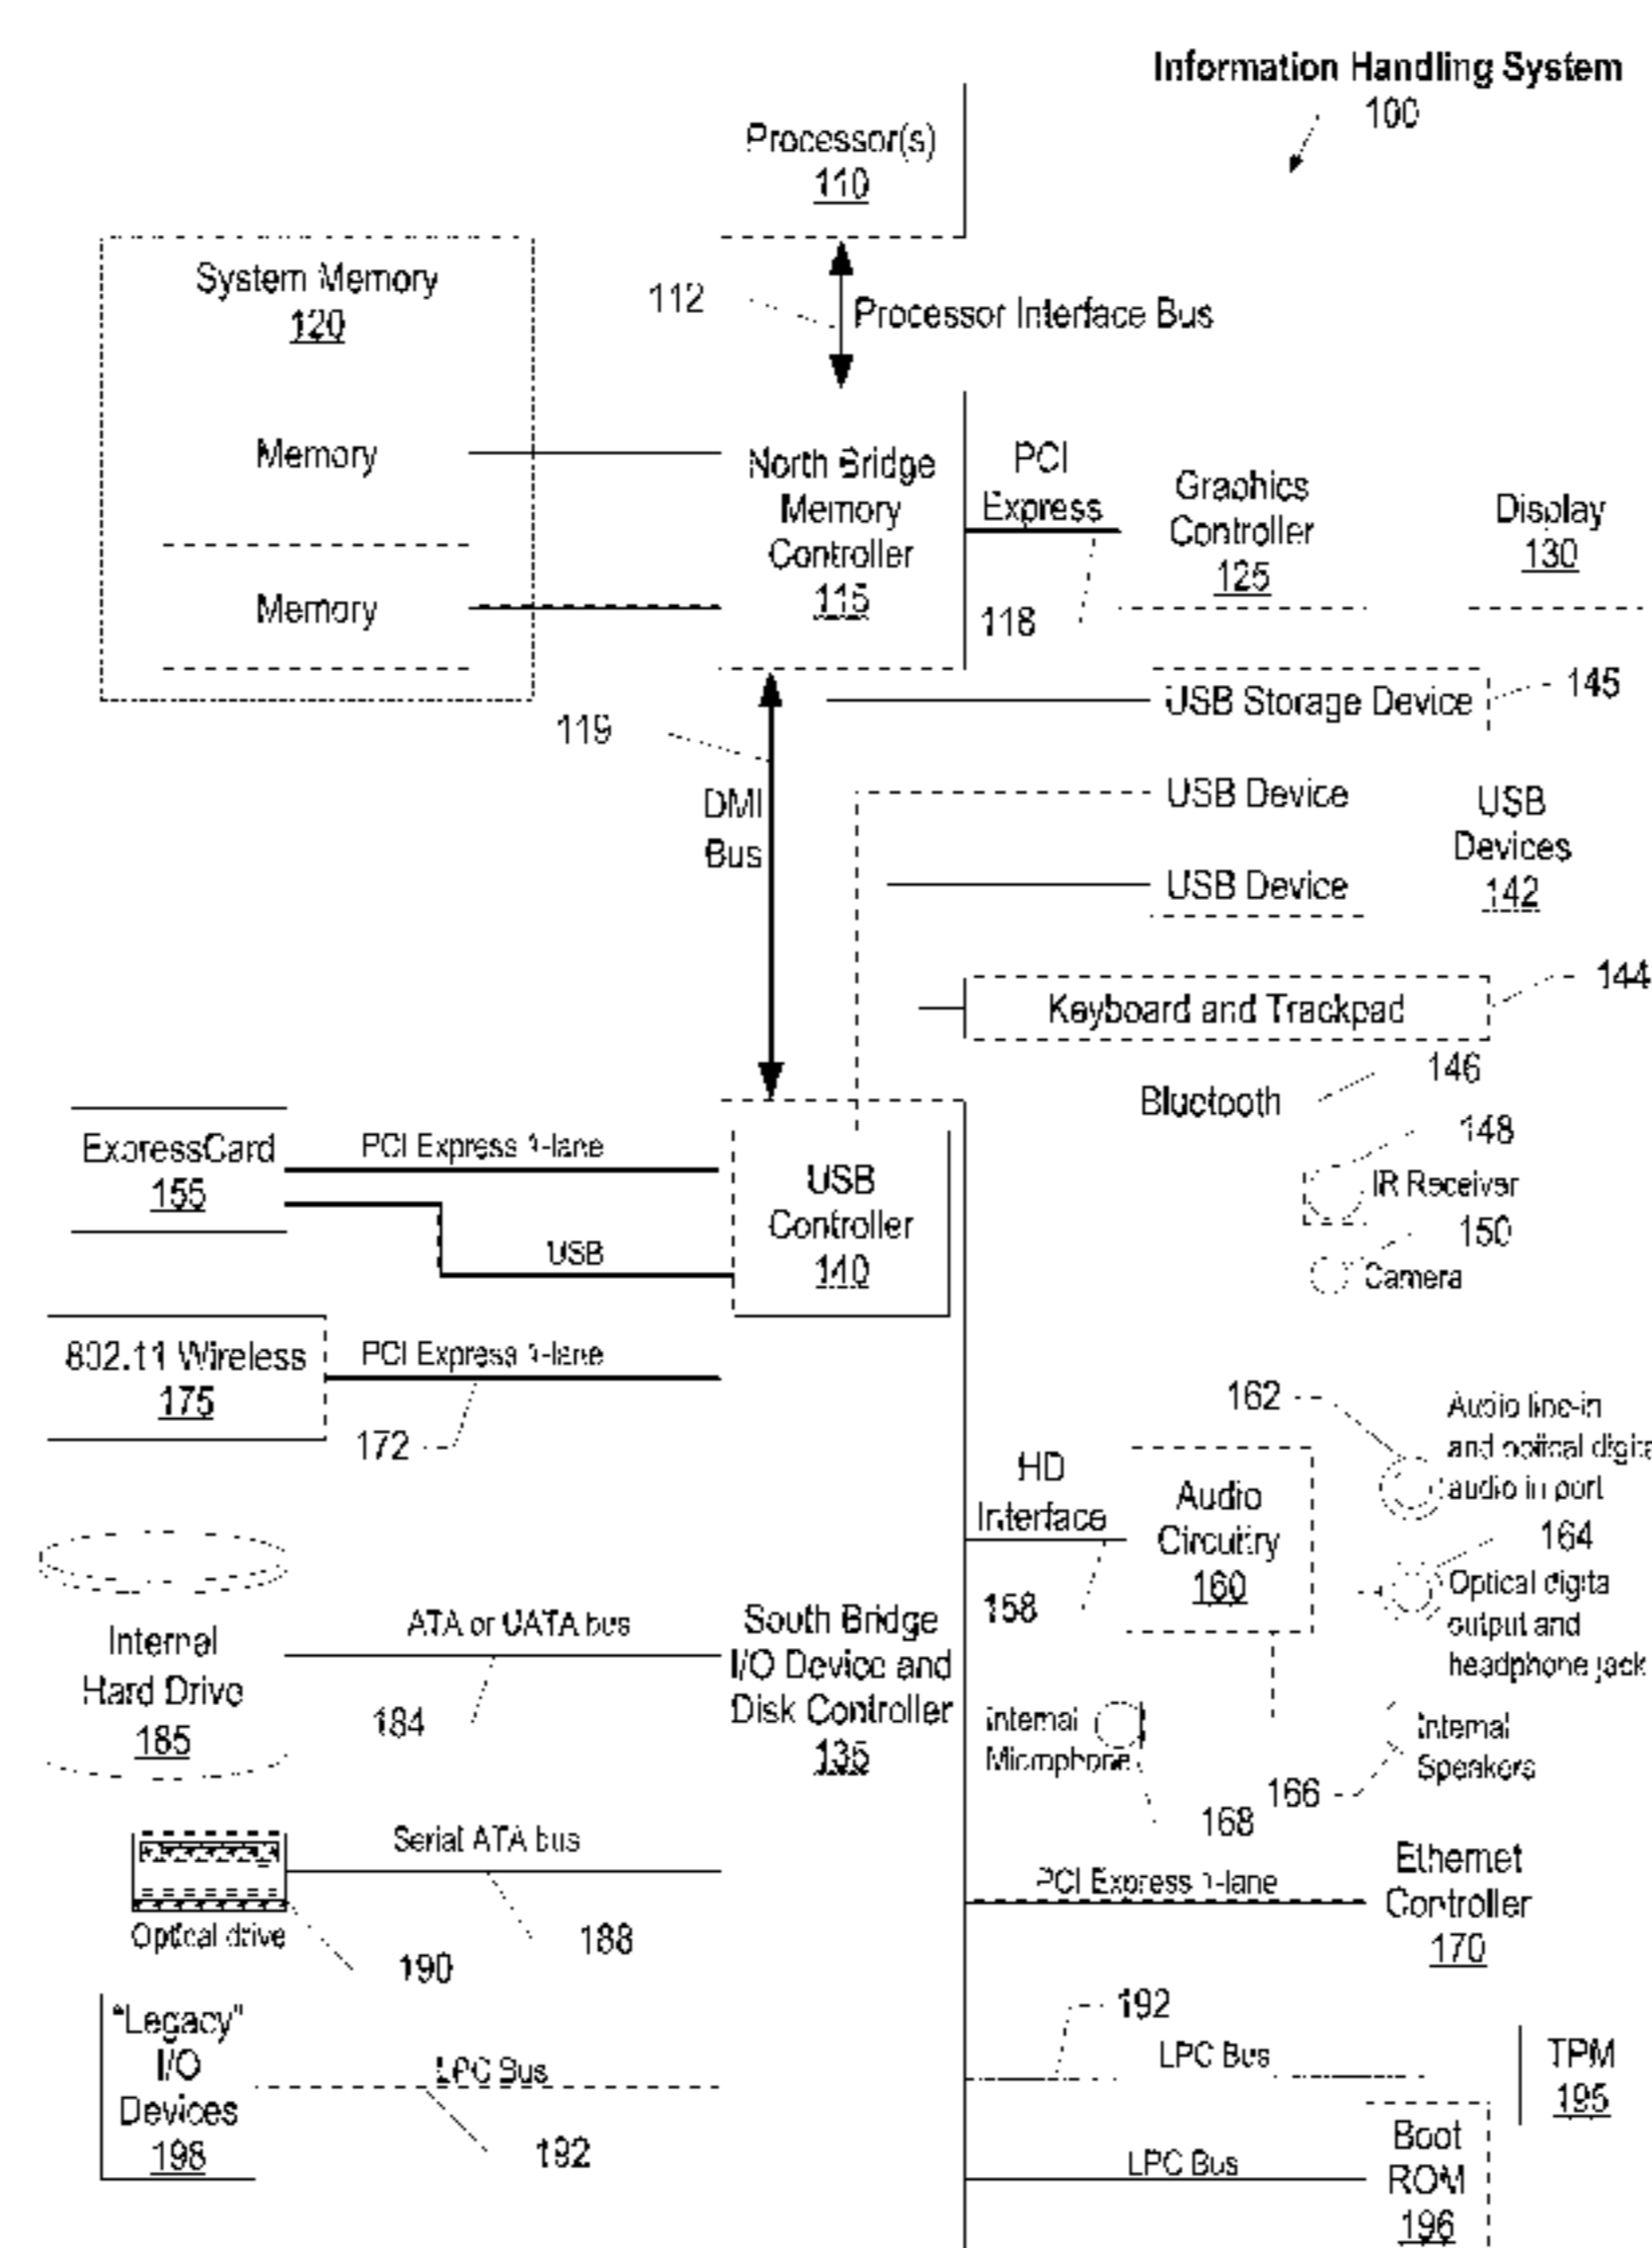 Information Handling System
100
Processor(s)
110
System Memory
120
112
Processor Interface Bus
Memory
Memory
North Bridge
Memory
Controller
115
PCI
Express
118
Graphics
Controller
125
Display
130
119
DMI
Bus
USB Storage Device
145
USB Device
USB Device
USB
Devices
142
Keyboard and Trackpad
144
Bluetooth
146
148
IR Receiver
150
Camera
ExpressCard
155
PCI Express 1-lane
USB
USB
Controller
140
802.11 Wireless
175
PCI Express 1-lane
172
HD
Interface
158
Audio
Circuitry
160
162
Audio line-in
and optical digita
audio in port
164
Optical digita
output and
headphone jack
Internal
Microphone
168
166
Internal
Speakers
Internal
Hard Drive
185
ATA or UATA bus
184
South Bridge
I/O Device and
Disk Controller
135
Serial ATA bus
188
Optical drive
190
PCI Express 1-lane
Ethernet
Controller
170
"Legacy"
I/O
Devices
198
LPC Bus
192
192
LPC Bus
TPM
195
LPC Bus
Boot
ROM
196